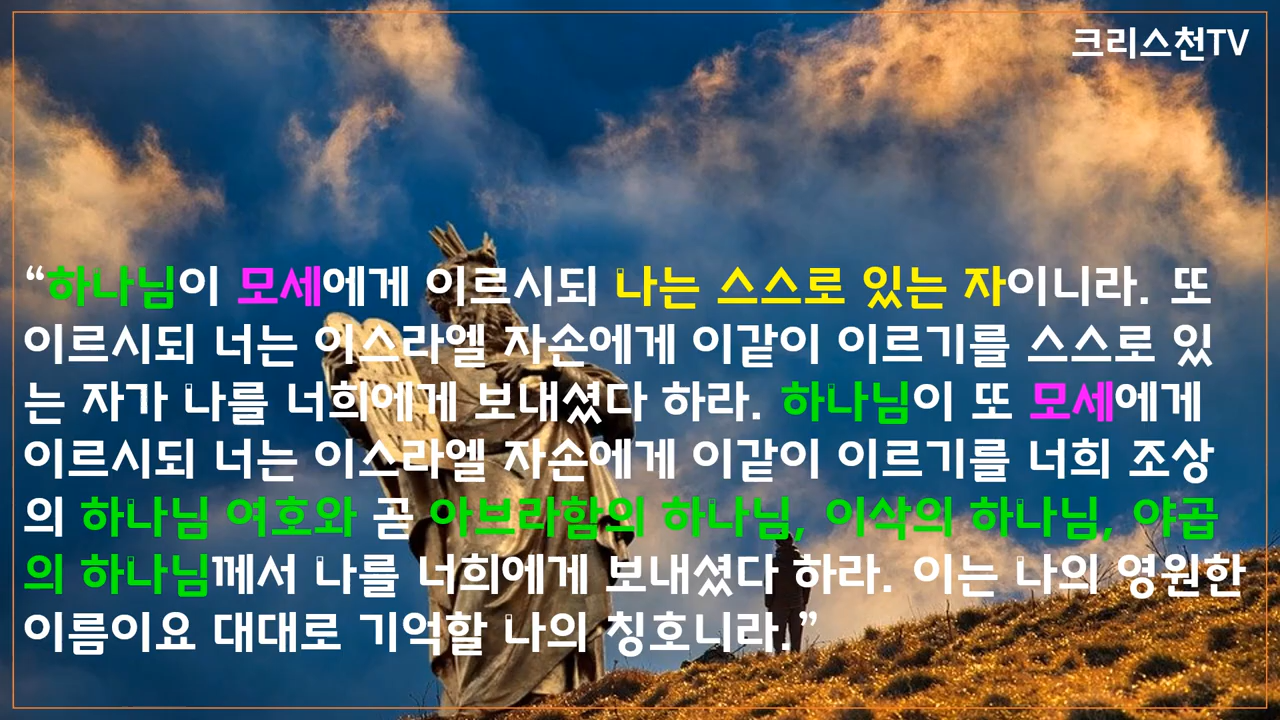 크리스천TV
“하나님이 모세에게 이르시되 나는 스스로 있는 자이니라. 또
이르시되 너는 이스라엘 자손에게 이같이 이르기를 스스로 있
는 자가 나를 너희에게 보내셨다 하라. 하나님이 또 모세에게
이르시되 너는 이스라엘 자손에게 이같이 이르기를 너희 조상
의 하나님 여호와 곧 아브라함의 하나님, 이삭의 하나님, 야곱
의 하나님께서 나를 너희에게 보내셨다 하라. 이는 나의 영원한
이름이요 대대로 기억할 나의 칭호니라.”